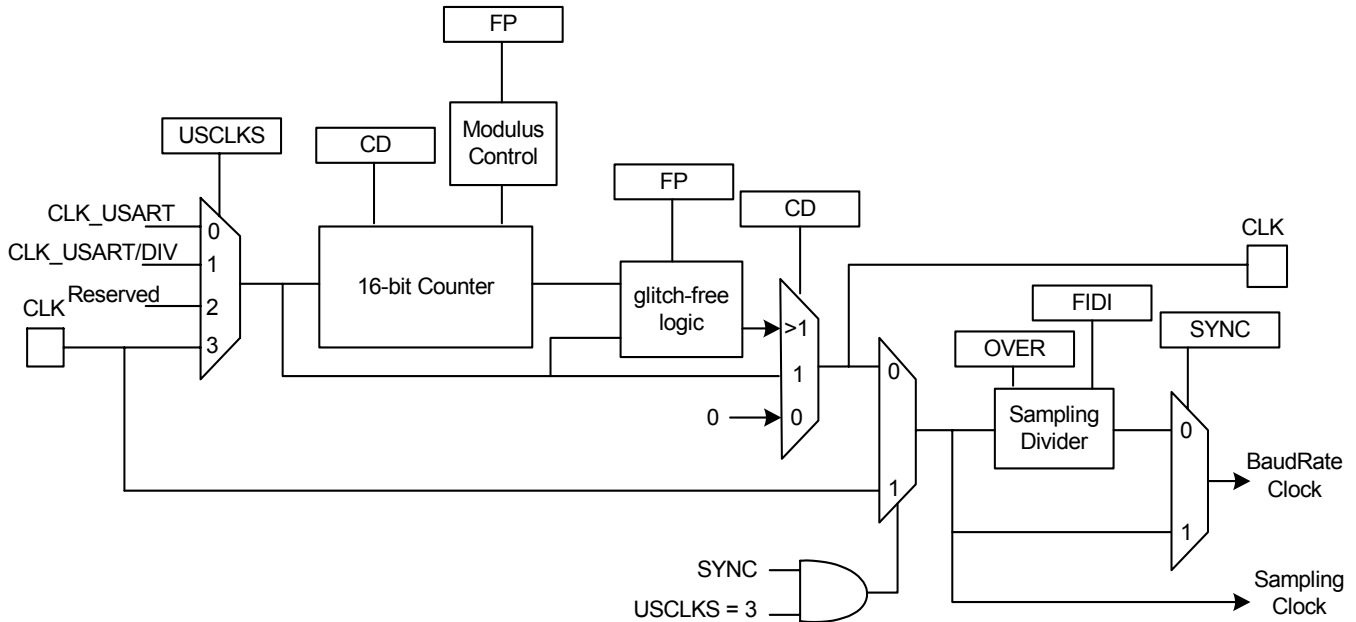 FP
USCLKS
CD
Modulus
Control
FP
CD
CLK_USART
CLK_USART/DIV
Reserved
CLK
0
1
2
3
16-bit Counter
glitch-free
logic
>1
1
0
0
CLK
FIDI
OVER
SYNC
0
1
Sampling
Divider
0
1
BaudRate
Clock
SYNC
USCLKS = 3
Sampling
Clock